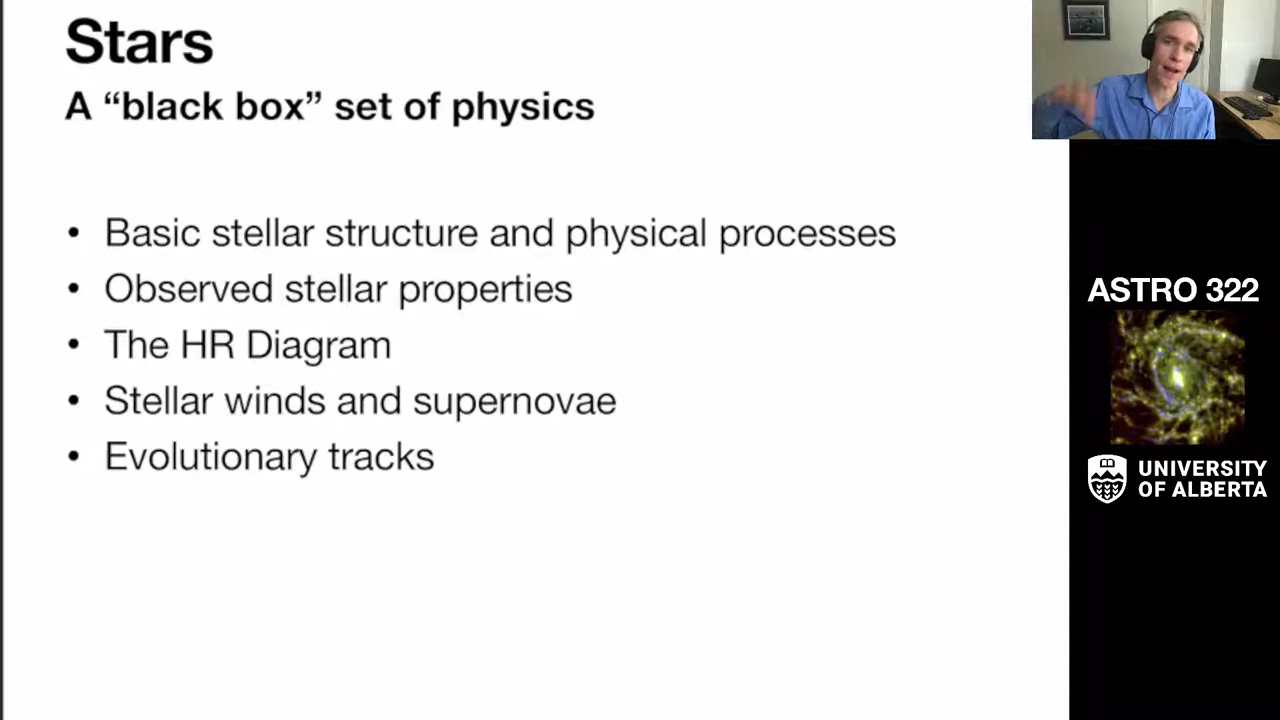 Stars
A “black box” set of physics
• Basic stellar structure and physical processes
• Observed stellar properties
• The HR Diagram
• Stellar winds and supernovae
• Evolutionary tracks
ASTRO 322
UNIVERSITY
OF ALBERTA